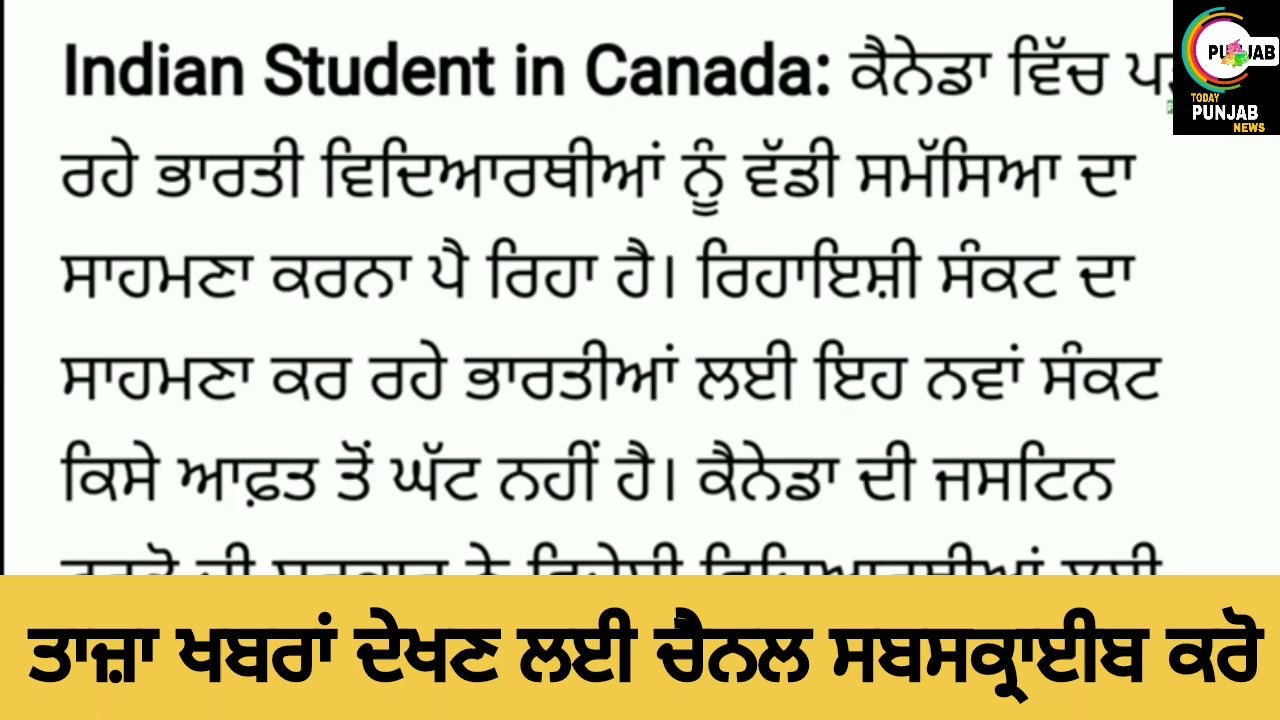 Indian Student in Canada: ਕੈਨੇਡਾ ਵਿੱਚ
ਰਹੇ ਭਾਰਤੀ ਵਿਦਿਆਰਥੀਆਂ ਨੂੰ ਵੱਡੀ ਸਮੱਸਿਆ ਦਾ
ਸਾਹਮਣਾ ਕਰਨਾ ਪੈ ਰਿਹਾ ਹੈ। ਰਿਹਾਇਸ਼ੀ ਸੰਕਟ ਦਾ
ਸਾਹਮਣਾ ਕਰ ਰਹੇ ਭਾਰਤੀਆਂ ਲਈ ਇਹ ਨਵਾਂ ਸੰਕਟ
ਕਿਸੇ ਆਫ਼ਤ ਤੋਂ ਘੱਟ ਨਹੀਂ ਹੈ। ਕੈਨੇਡਾ ਦੀ ਜਸਟਿਨ
ਤਾਜ਼ਾ ਖਬਰਾਂ ਦੇਖਣ ਲਈ ਚੈਨਲ ਸਬਸਕ੍ਰਾਈਬ ਕਰੋ
PUNJAB
TODAY
PUNJAB
NEWS